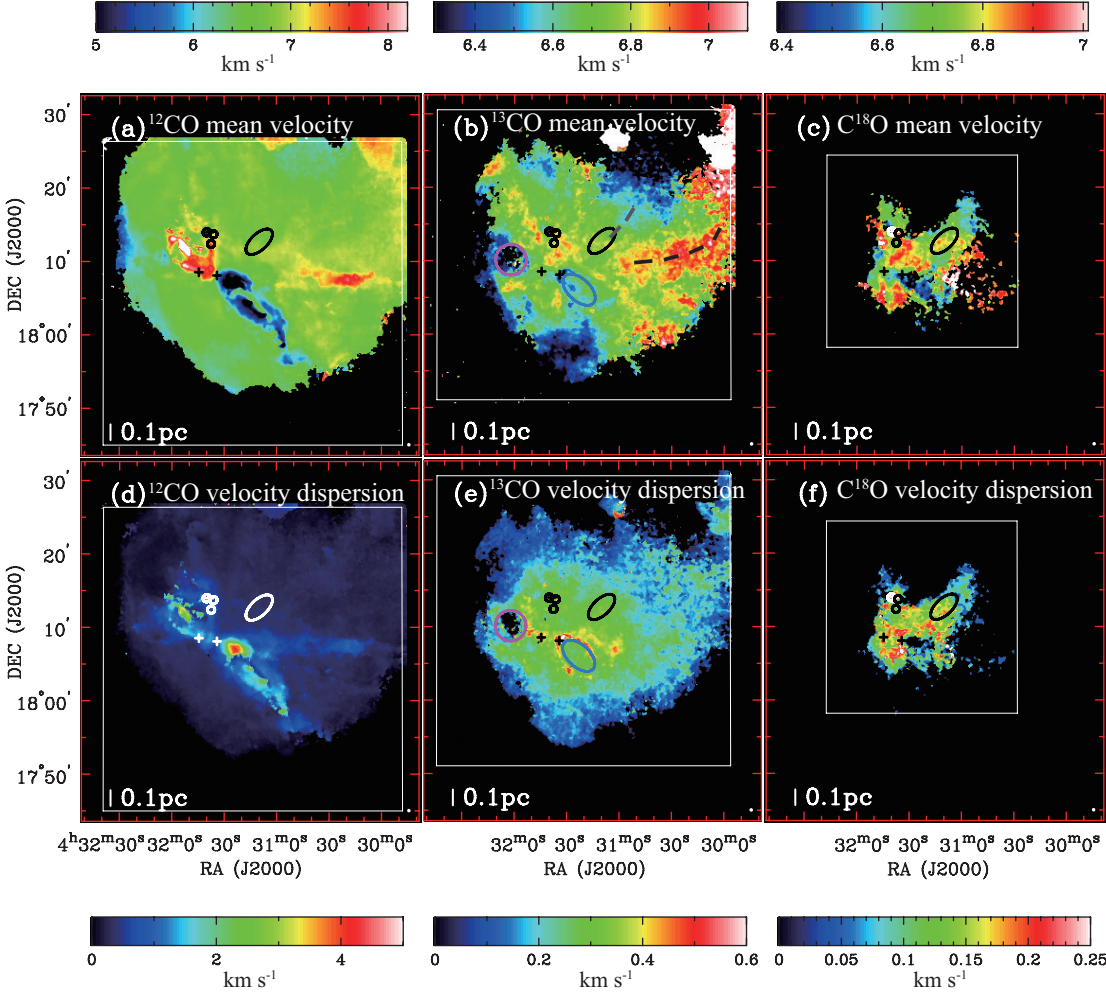 5 6 7 8
km s⁻¹
6.4 6.6 6.8 7
km s⁻¹
6.4 6.6 6.8 7
km s⁻¹
(a) ¹²CO mean velocity
(b) ¹³CO mean velocity
(c) C¹⁸O mean velocity
30′
20′
10′
18°00′
17°50′
DEC (J2000)
0.1pc
0.1pc
0.1pc
(d) ¹²CO velocity dispersion
(e) ¹³CO velocity dispersion
(f) C¹⁸O velocity dispersion
30′
20′
10′
18°00′
17°50′
DEC (J2000)
0.1pc
0.1pc
0.1pc
4ʰ32ᵐ30ˢ 32ᵐ0ˢ 30ˢ 31ᵐ0ˢ 30ˢ 30ᵐ0ˢ
RA (J2000)
32ᵐ0ˢ 30ˢ 31ᵐ0ˢ 30ˢ 30ᵐ0ˢ
RA (J2000)
32ᵐ0ˢ 30ˢ 31ᵐ0ˢ 30ˢ 30ᵐ0ˢ
RA (J2000)
0 2 4
km s⁻¹
0 0.2 0.4 0.6
km s⁻¹
0 0.05 0.1 0.15 0.2 0.25
km s⁻¹